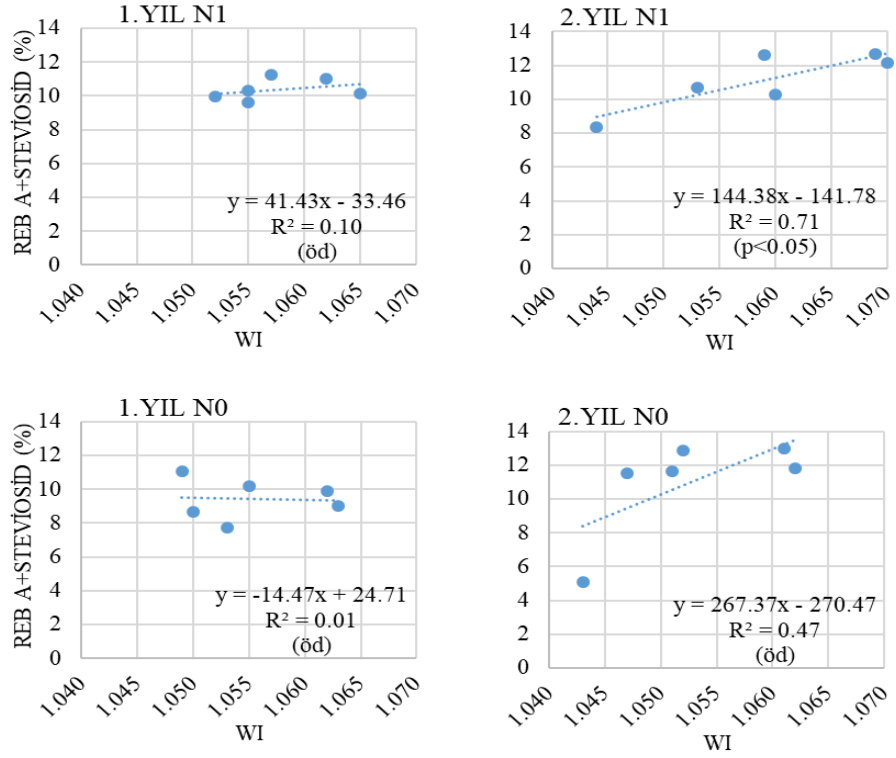 1.YIL N1
REB A+STEVİOSİD (%)
14
12
10
8
6
4
2
0
y = 41.43x - 33.46
R² = 0.10
(öd)
1.040
1.045
1.050
1.055
1.060
1.065
1.070
WI
2.YIL N1
14
12
10
8
6
4
2
0
y = 144.38x - 141.78
R² = 0.71
(p<0.05)
1.040
1.045
1.050
1.055
1.060
1.065
1.070
WI
1.YIL N0
REB A+STEVİOSİD (%)
14
12
10
8
6
4
2
0
y = -14.47x + 24.71
R² = 0.01
(öd)
1.040
1.045
1.050
1.055
1.060
1.065
1.070
WI
2.YIL N0
14
12
10
8
6
4
2
0
y = 267.37x - 270.47
R² = 0.47
(öd)
1.040
1.045
1.050
1.055
1.060
1.065
1.070
WI